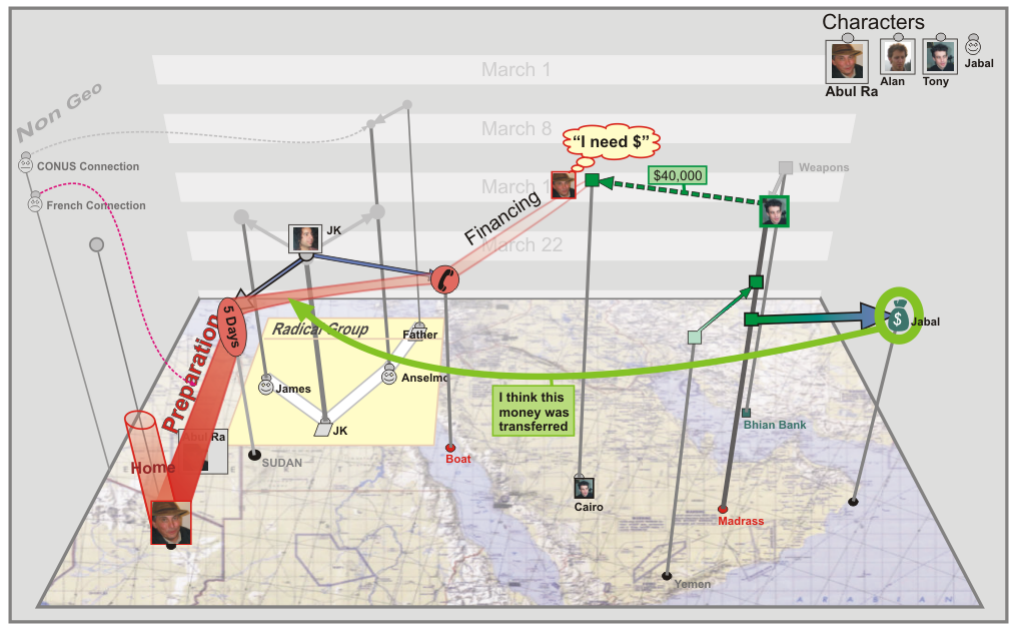 Characters
Abul Ra
Alan
Tony
Jabal
March 1
Non Geo
March 8
"I need $"
CONUS Connection
March 1
$40,000
Weapons
French Connection
Financing
JK
March 22
5 Days
Preparation
Radical Group
Father
$
Jabal
James
Anselmo
I think this
money was
transferred
JK
Bhian Bank
Abul Ra
Home
SUDAN
Boat
Cairo
Madrass
Yemen
A R A B I A N